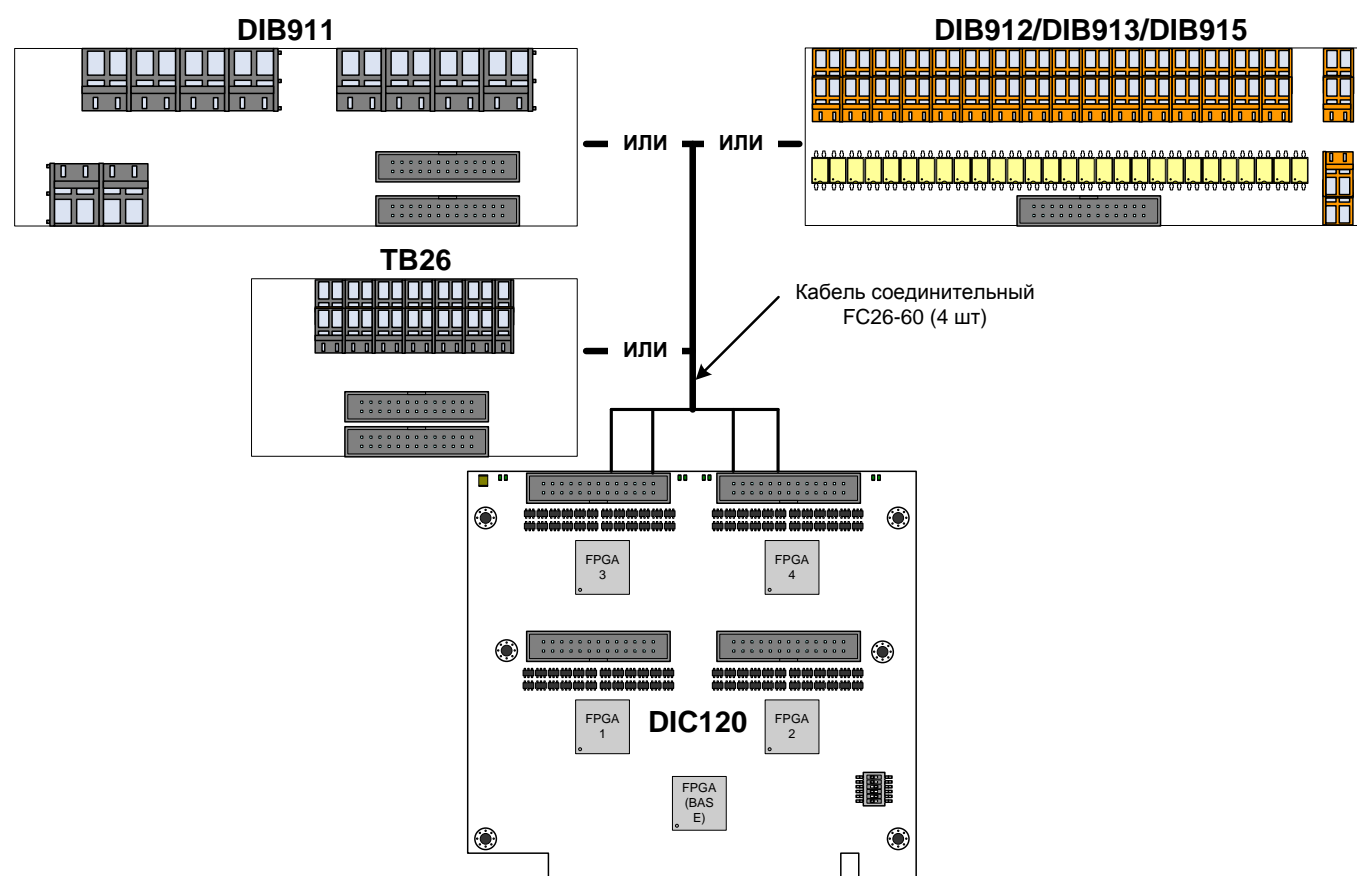 DIB911
DIB912/DIB913/DIB915
ИЛИ
ИЛИ
TB26
Кабель соединительный
FC26-60 (4 шт)
ИЛИ
FPGA
3
FPGA
4
FPGA
1
DIC120
FPGA
2
FPGA
(BAS
E)